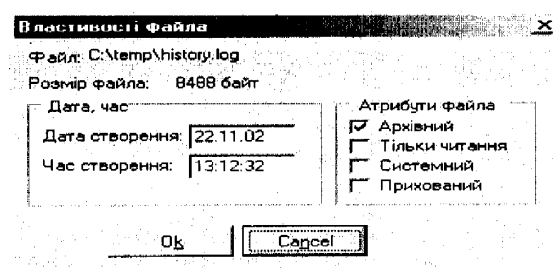 Властивості файла
Файл: C:\temp\history.log
Розмір файла: 8488 байт
Дата, час
Дата створення: 22.11.02
Час створення: 13:12:32
Атрибути файла
Архівний
Тільки читання
Системний
Прихований
Ok
Cancel